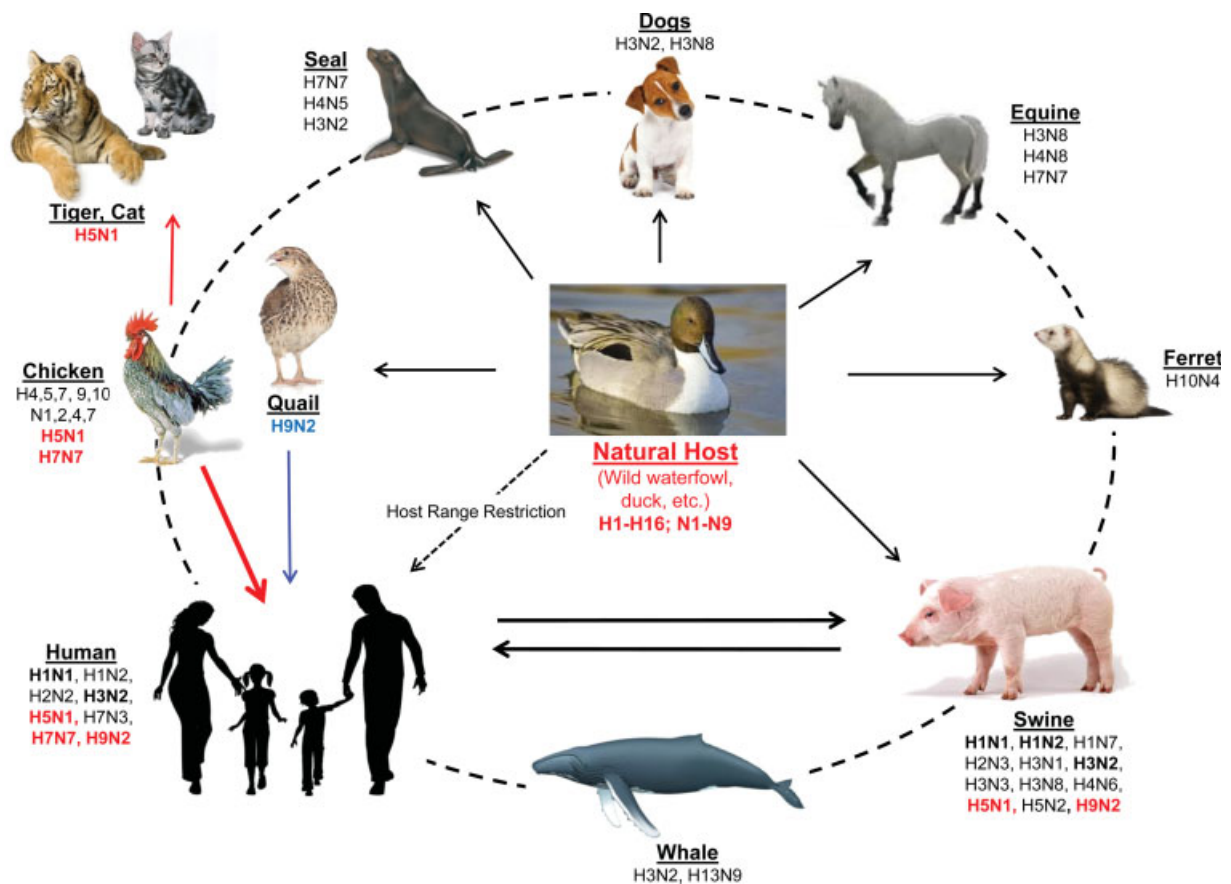 Dogs
H3N2, H3N8
Seal
H7N7
H4N5
H3N2
Equine
H3N8
H4N8
H7N7
Tiger, Cat
H5N1
Chicken
H4,5,7, 9,10
N1,2,4,7
H5N1
H7N7
Quail
H9N2
Ferret
H10N4
Natural Host
(Wild waterfowl,
duck, etc.)
H1-H16; N1-N9
Host Range Restriction
Human
H1N1, H1N2,
H2N2, H3N2,
H5N1, H7N3,
H7N7, H9N2
Swine
H1N1, H1N2, H1N7,
H2N3, H3N1, H3N2,
H3N3, H3N8, H4N6,
H5N1, H5N2, H9N2
Whale
H3N2, H13N9